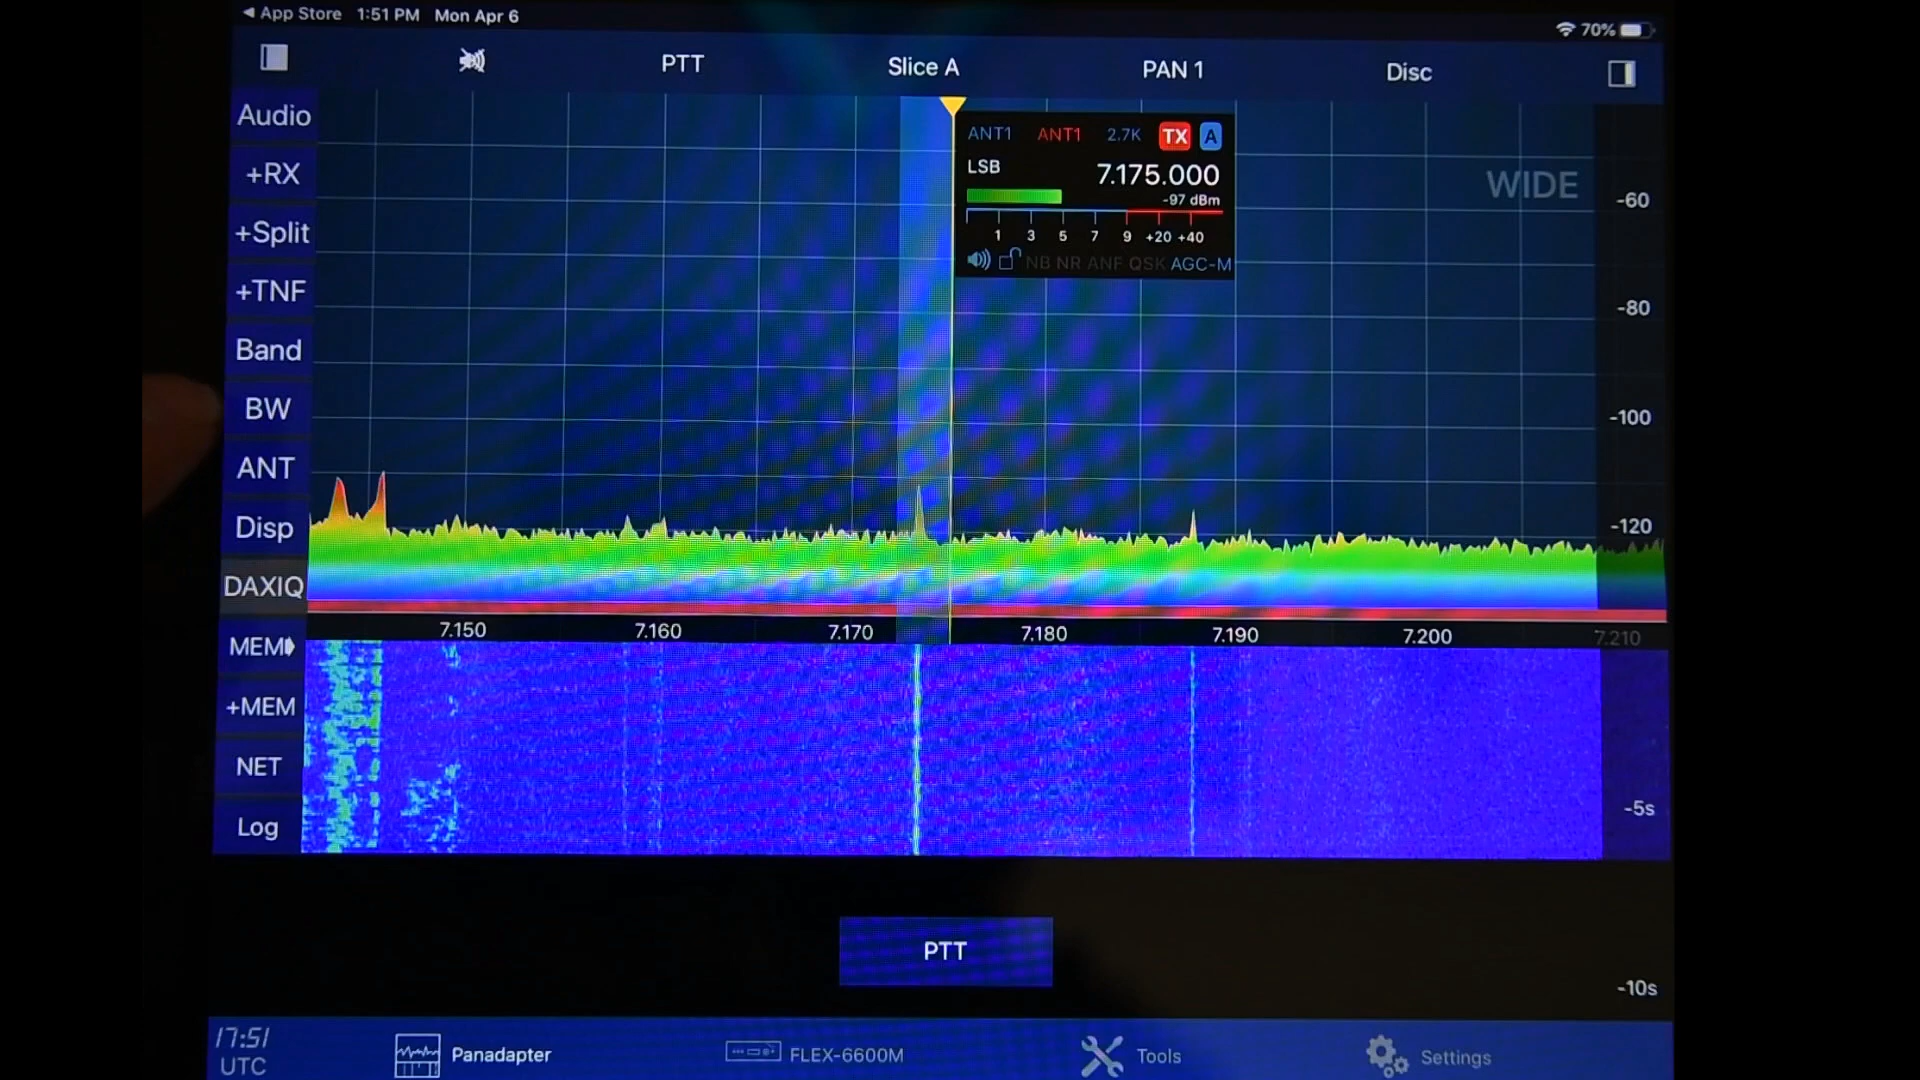 ◀ App Store 1:51 PM Mon Apr 6
70%
PTT Slice A PAN 1 Disc
Audio
+RX
+Split
+TNF
Band
BW
ANT
Disp
DAXIQ
MEM
+MEM
NET
Log
ANT1 ANT1 2.7K TX A
LSB 7.175.000
-97 dBm
1 3 5 7 9 +20 +40
NB NR ANF QSK AGC-M
WIDE
-60
-80
-100
-120
7.150 7.160 7.170 7.180 7.190 7.200 7.210
-5s
-10s
PTT
17:51
UTC
Panadapter FLEX-6600M Tools Settings